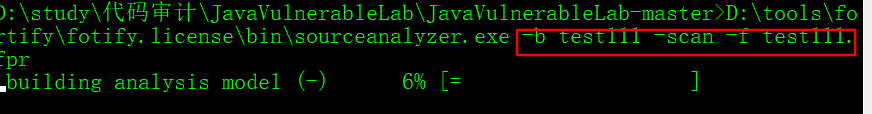 D:\study\代码审计\JavaVulnerableLab\JavaVulnerableLab-master>D:\tools\fo
rtify\fotify.license\bin\sourceanalyzer.exe -b test111 -scan -f test111.
fpr
building analysis model (-) 6% [= ]